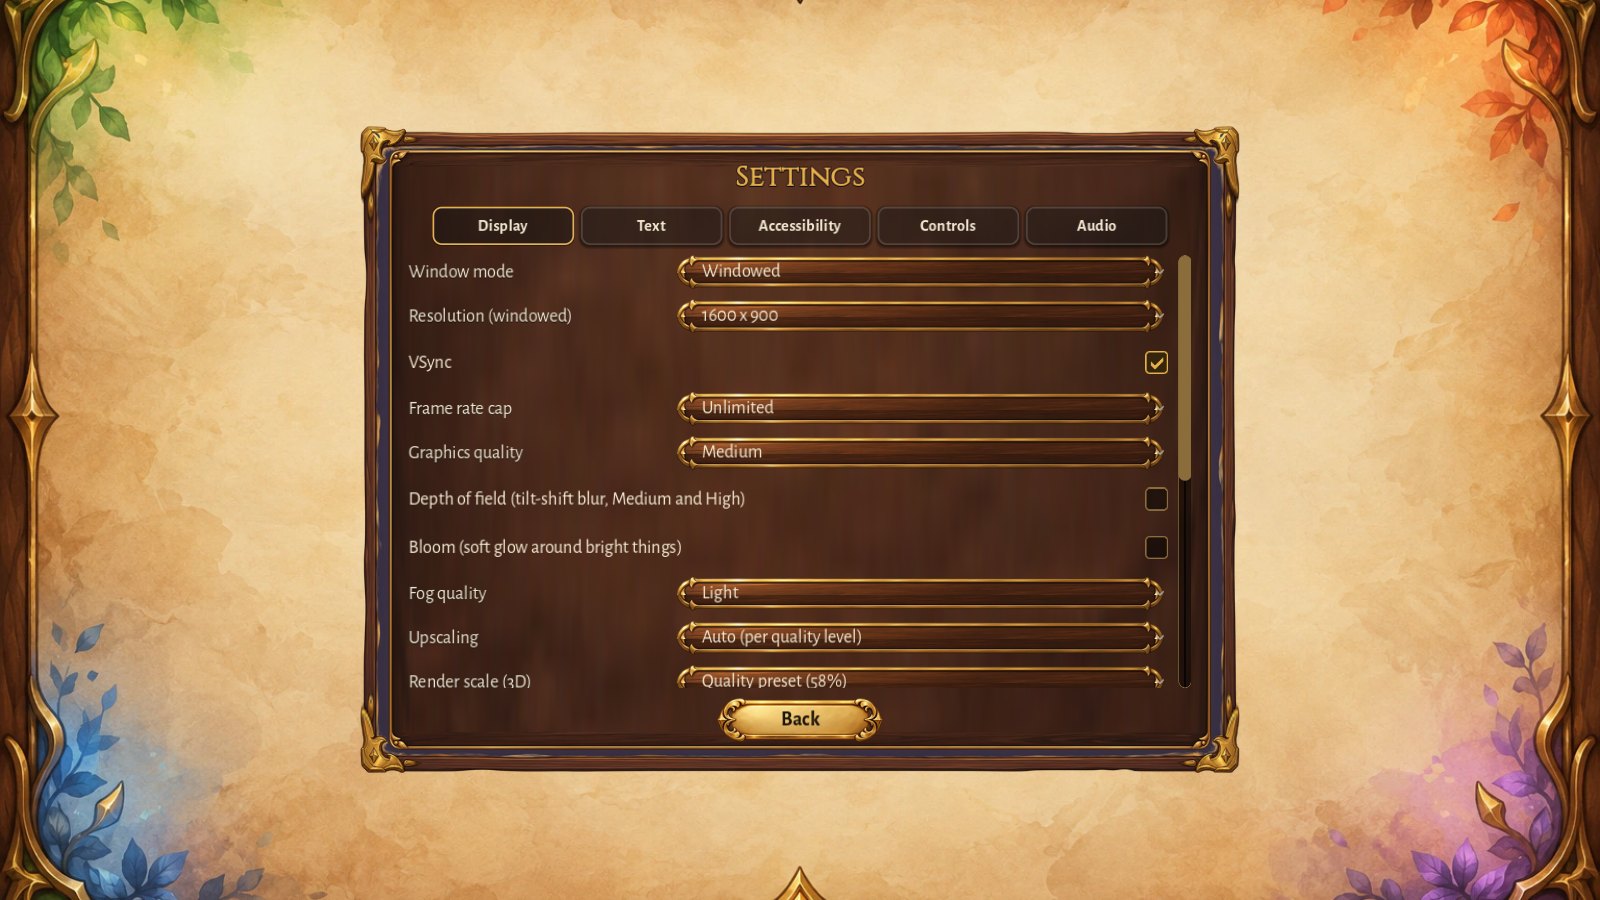 Settings
Display Text Accessibility Controls Audio
Window mode Windowed
Resolution (windowed) 1600 x 900
VSync
Frame rate cap Unlimited
Graphics quality Medium
Depth of field (tilt-shift blur, Medium and High)
Bloom (soft glow around bright things)
Fog quality Light
Upscaling Auto (per quality level)
Render scale (3D) Quality preset (58%)
Back